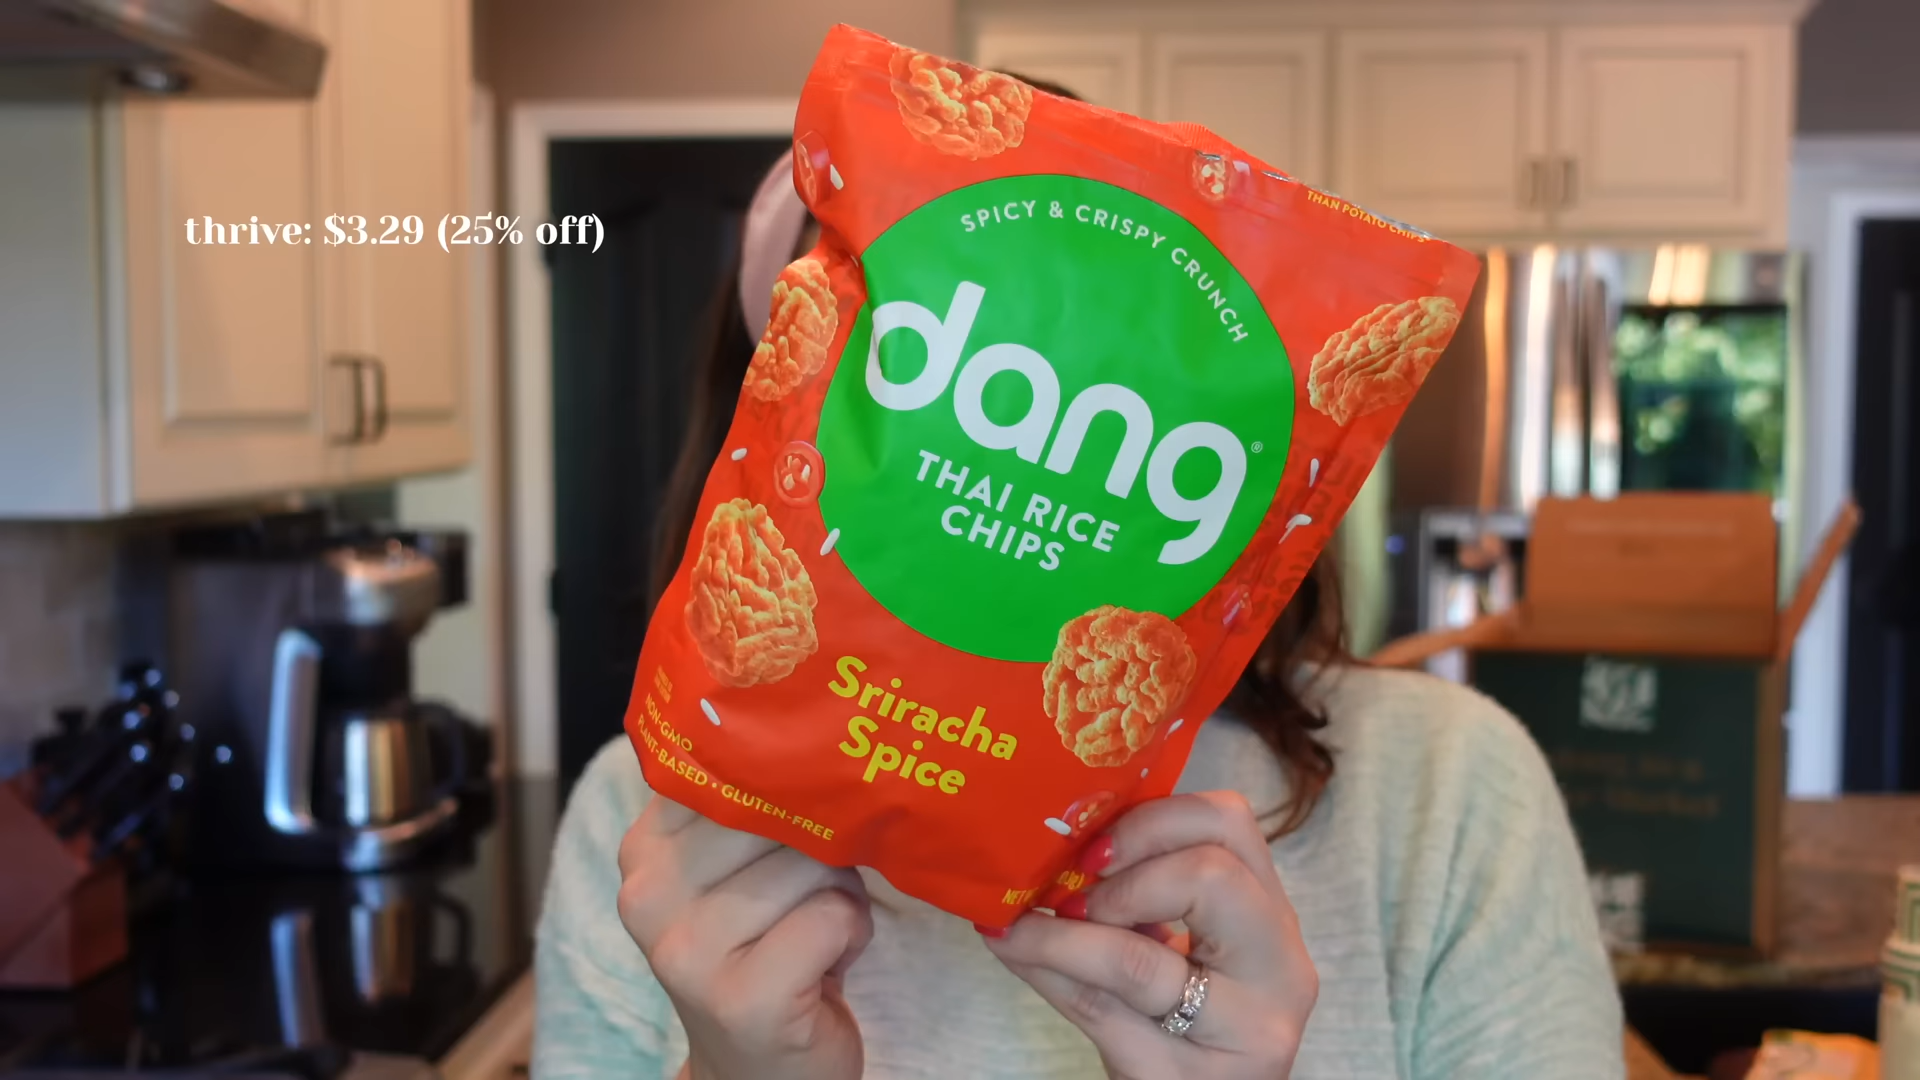 thrive: $3.29 (25% off)
THAN POTATO CHIPS*
SPICY & CRISPY CRUNCH
dang®
THAI RICE
CHIPS
Sriracha
Spice
NON-GMO
PLANT-BASED • GLUTEN-FREE
NET